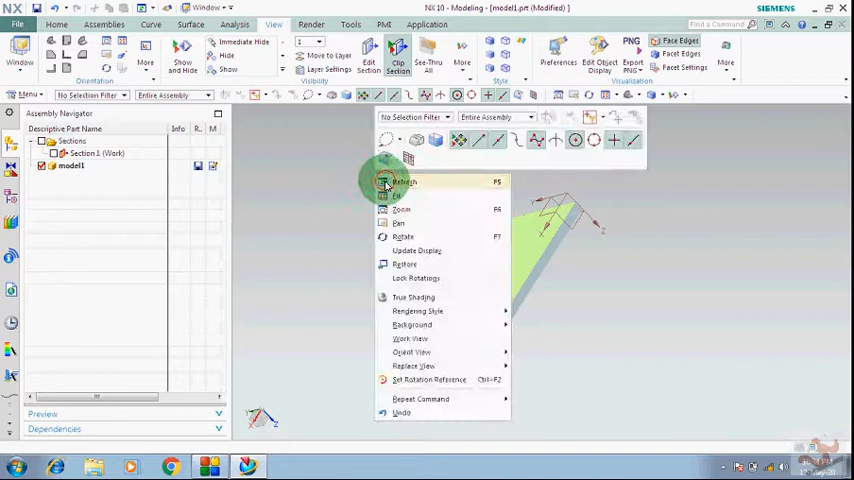 NX
Window
NX 10 - Modeling - [model1.prt (Modified) ]
SIEMENS
File
Home
Assemblies
Curve
Surface
Analysis
View
Render
Tools
PMI
Application
Find a Command
Window
Orientation
Show and Hide
Immediate Hide
Hide
Show
1
Move to Layer
Layer Settings
Visibility
Edit Section
Clip Section
See-Thru All
More
Style
Preferences
Edit Object Display
Export PNG
More
Face Edges
Facet Edges
Facet Settings
Visualization
Menu
No Selection Filter
Entire Assembly
Assembly Navigator
Descriptive Part Name
Info
R...
M
Sections
Section 1 (Work)
model1
Preview
Dependencies
No Selection Filter
Entire Assembly
Refresh F5
Fit
Zoom F6
Pan
Rotate F7
Update Display
Restore
Lock Rotations
True Shading
Rendering Style
Background
Work View
Orient View
Replace View
Set Rotation Reference Ctrl+F2
Repeat Command
Undo
X
Z
Y
X
Z